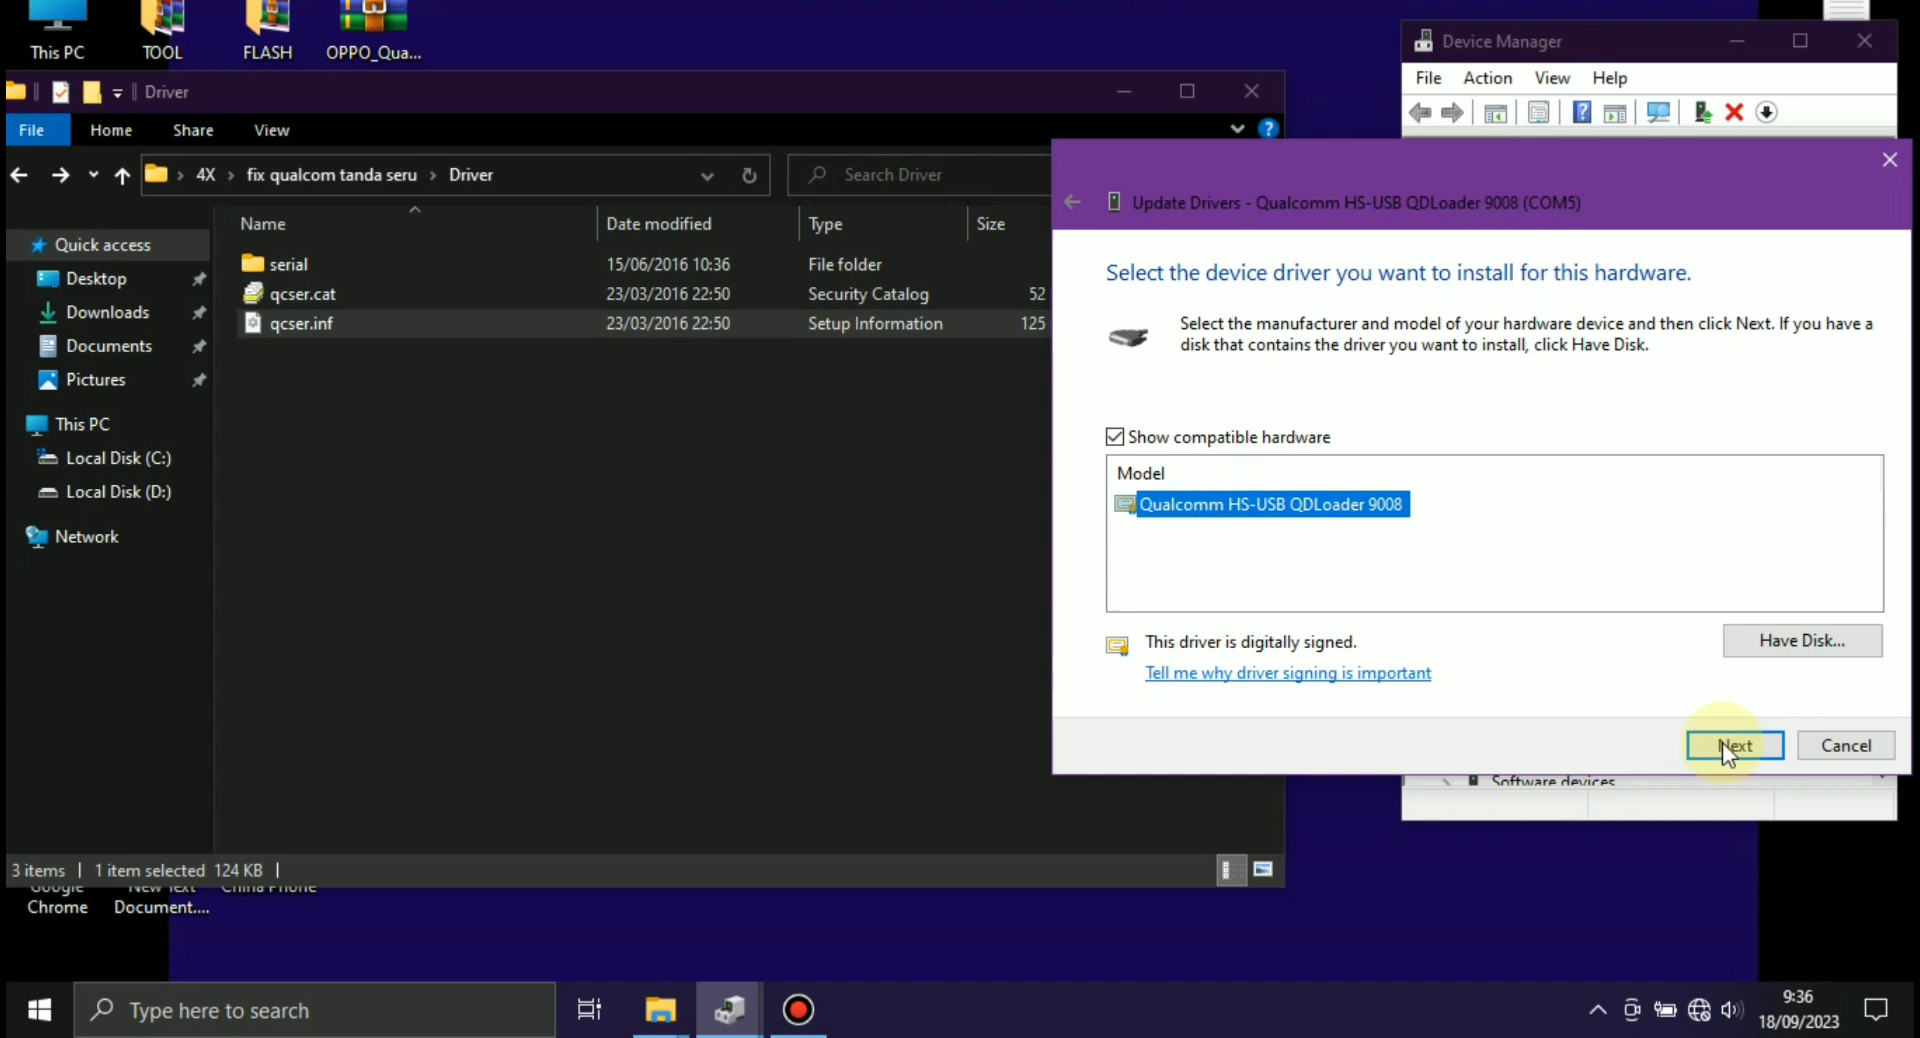 This PC
TOOL
FLASH
OPPO_Qua...
Driver
File Home Share View
4X › fix qualcom tanda seru › Driver
Search Driver
Name Date modified Type Size
serial 15/06/2016 10:36 File folder
qcser.cat 23/03/2016 22:50 Security Catalog 52
qcser.inf 23/03/2016 22:50 Setup Information 125
Quick access
Desktop
Downloads
Documents
Pictures
This PC
Local Disk (C:)
Local Disk (D:)
Network
3 items 1 item selected 124 KB
Google
Chrome
New Text
Document....
China Phone
Device Manager
File Action View Help
Update Drivers - Qualcomm HS-USB QDLoader 9008 (COM5)
Select the device driver you want to install for this hardware.
Select the manufacturer and model of your hardware device and then click Next. If you have a
disk that contains the driver you want to install, click Have Disk.
Show compatible hardware
Model
Qualcomm HS-USB QDLoader 9008
This driver is digitally signed.
Have Disk...
Tell me why driver signing is important
Next
Cancel
Software devices
Type here to search
9:36
18/09/2023